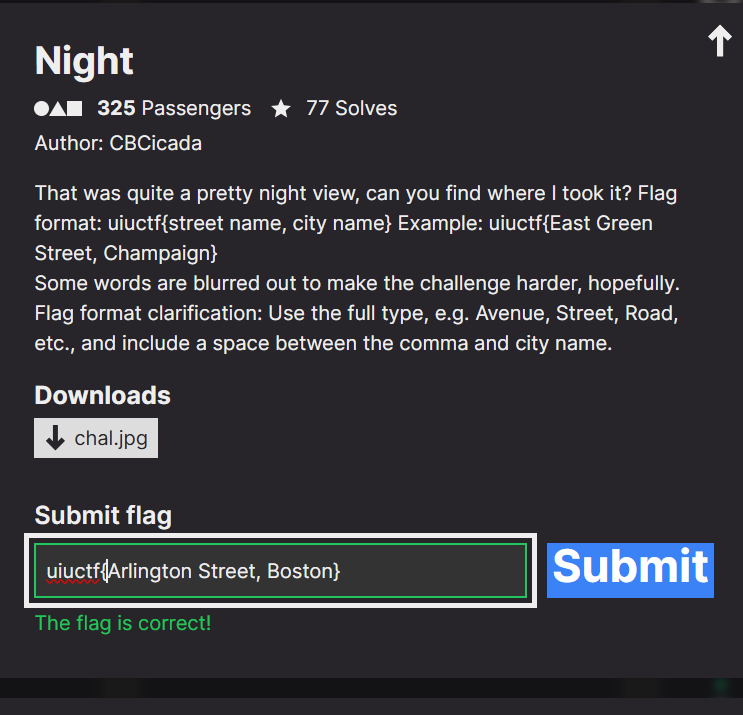 Night
325 Passengers ★ 77 Solves
Author: CBCicada
That was quite a pretty night view, can you find where I took it? Flag
format: uiuctf{street name, city name} Example: uiuctf{East Green
Street, Champaign}
Some words are blurred out to make the challenge harder, hopefully.
Flag format clarification: Use the full type, e.g. Avenue, Street, Road,
etc., and include a space between the comma and city name.
Downloads
chal.jpg
Submit flag
uiuctf{Arlington Street, Boston}
Submit
The flag is correct!